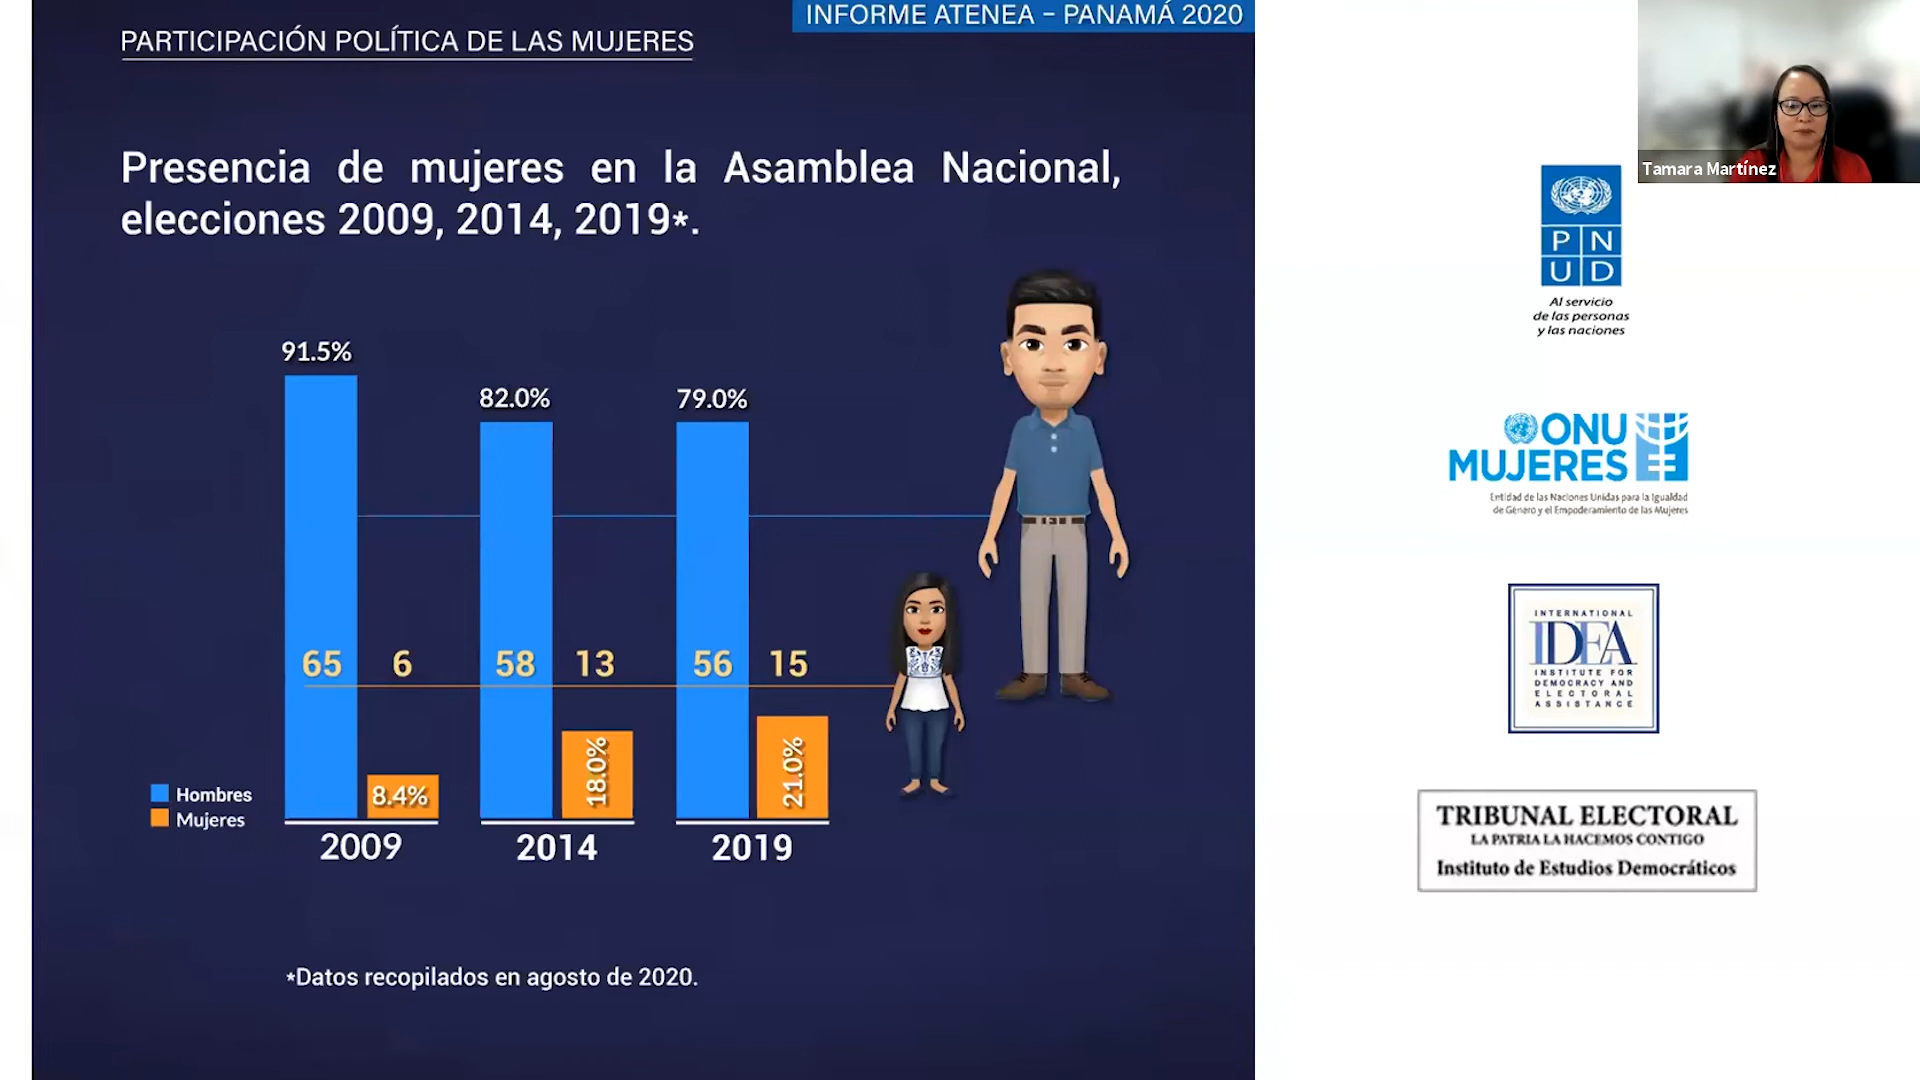 INFORME ATENEA – PANAMÁ 2020
PARTICIPACIÓN POLÍTICA DE LAS MUJERES
Presencia de mujeres en la Asamblea Nacional,
elecciones 2009, 2014, 2019*.
91.5%
82.0%
79.0%
65 6 58 13 56 15
8.4%
18.0%
21.0%
Hombres
Mujeres
2009 2014 2019
*Datos recopilados en agosto de 2020.
Tamara Martínez
P N
U D
Al servicio
de las personas
y las naciones
ONU
MUJERES
Entidad de las Naciones Unidas para la Igualdad
de Género y el Empoderamiento de las Mujeres
INTERNATIONAL
IDEA
INSTITUTE FOR
DEMOCRACY AND
ELECTORAL
ASSISTANCE
TRIBUNAL ELECTORAL
LA PATRIA LA HACEMOS CONTIGO
Instituto de Estudios Democráticos